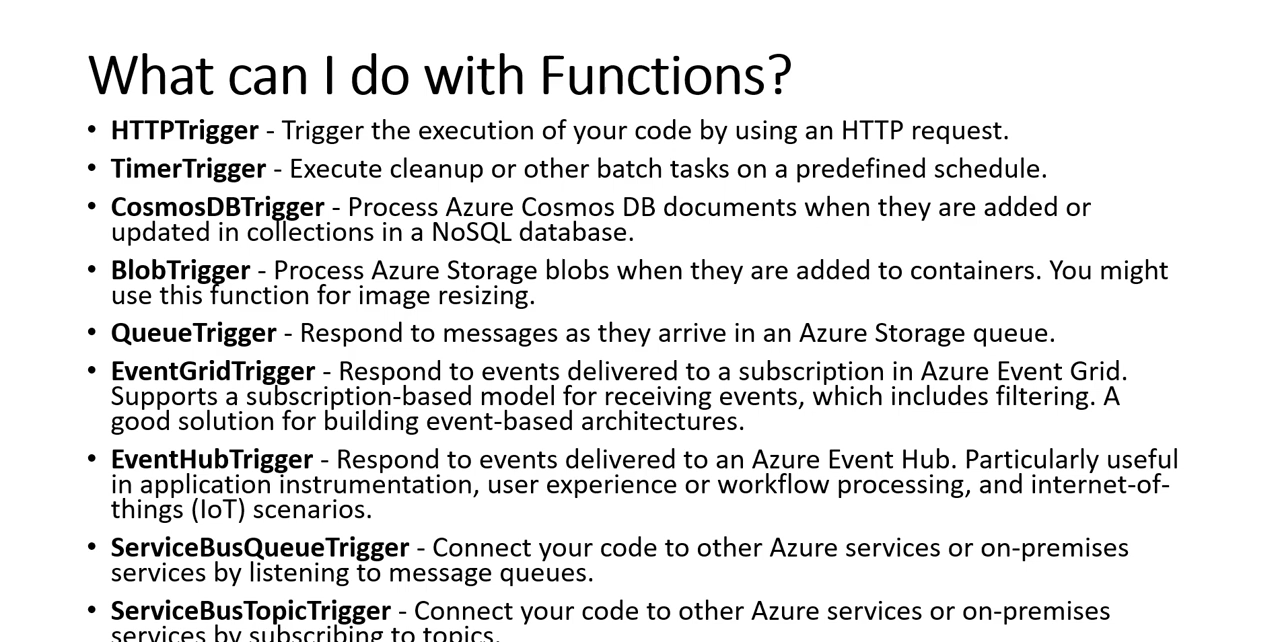 What can I do with Functions?
• HTTPTrigger - Trigger the execution of your code by using an HTTP request.
• TimerTrigger - Execute cleanup or other batch tasks on a predefined schedule.
• CosmosDBTrigger - Process Azure Cosmos DB documents when they are added or
updated in collections in a NoSQL database.
• BlobTrigger - Process Azure Storage blobs when they are added to containers. You might
use this function for image resizing.
• QueueTrigger - Respond to messages as they arrive in an Azure Storage queue.
• EventGridTrigger - Respond to events delivered to a subscription in Azure Event Grid.
Supports a subscription-based model for receiving events, which includes filtering. A
good solution for building event-based architectures.
• EventHubTrigger - Respond to events delivered to an Azure Event Hub. Particularly useful
in application instrumentation, user experience or workflow processing, and internet-of-
things (IoT) scenarios.
• ServiceBusQueueTrigger - Connect your code to other Azure services or on-premises
services by listening to message queues.
• ServiceBusTopicTrigger - Connect your code to other Azure services or on-premises
services by subscribing to topics.